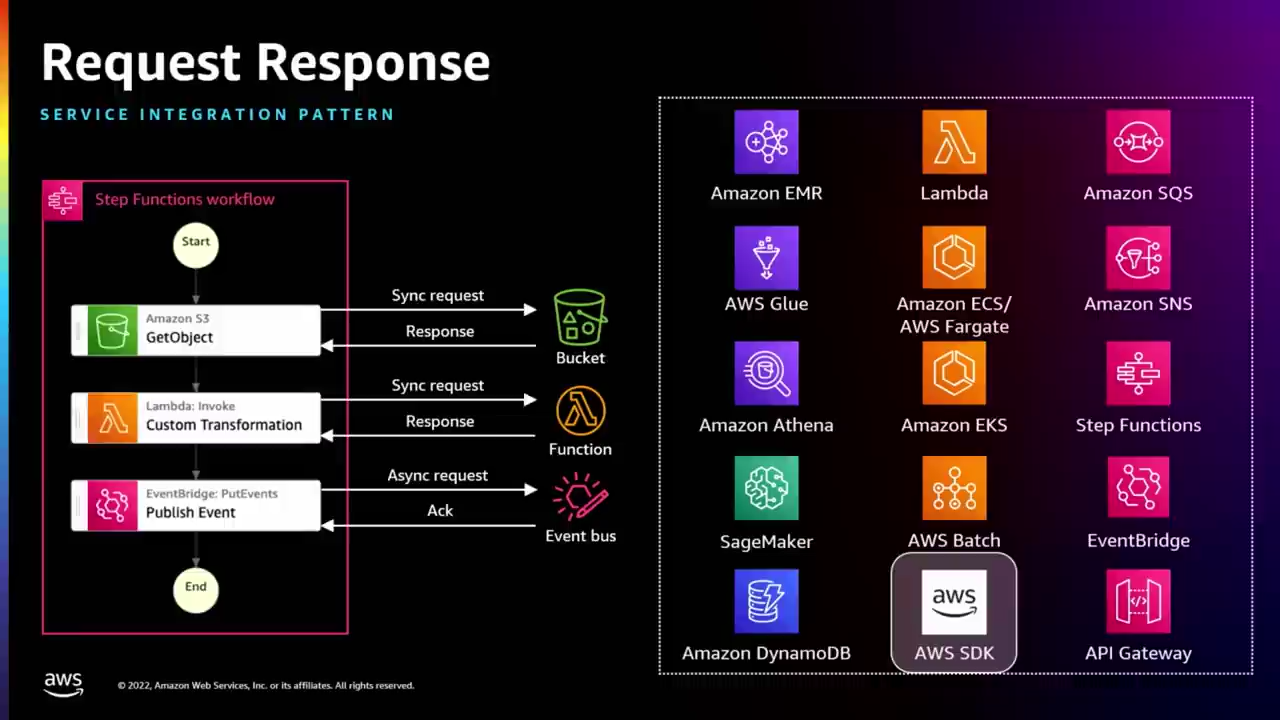 Request Response
SERVICE INTEGRATION PATTERN
Step Functions workflow
Start
Amazon S3
GetObject
Lambda: Invoke
Custom Transformation
EventBridge: PutEvents
Publish Event
End
Sync request
Response
Bucket
Sync request
Response
Function
Async request
Ack
Event bus
Amazon EMR
Lambda
Amazon SQS
AWS Glue
Amazon ECS/
AWS Fargate
Amazon SNS
Amazon Athena
Amazon EKS
Step Functions
SageMaker
AWS Batch
EventBridge
aws
Amazon DynamoDB
AWS SDK
API Gateway
aws
© 2022, Amazon Web Services, Inc. or its affiliates. All rights reserved.